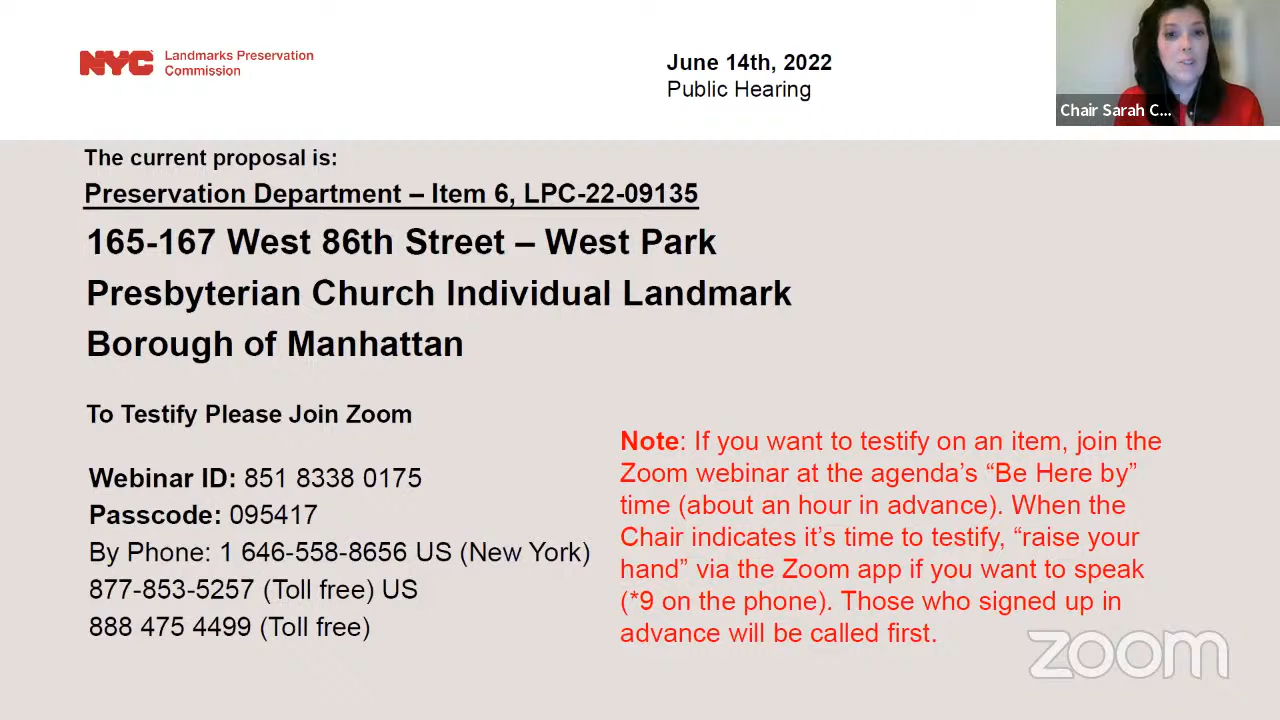 NYC Landmarks Preservation
Commission
June 14th, 2022
Public Hearing
Chair Sarah C...
The current proposal is:
Preservation Department – Item 6, LPC-22-09135
165-167 West 86th Street – West Park
Presbyterian Church Individual Landmark
Borough of Manhattan
To Testify Please Join Zoom
Webinar ID: 851 8338 0175
Passcode: 095417
By Phone: 1 646-558-8656 US (New York)
877-853-5257 (Toll free) US
888 475 4499 (Toll free)
Note: If you want to testify on an item, join the
Zoom webinar at the agenda’s “Be Here by”
time (about an hour in advance). When the
Chair indicates it’s time to testify, “raise your
hand” via the Zoom app if you want to speak
(*9 on the phone). Those who signed up in
advance will be called first.
zoom